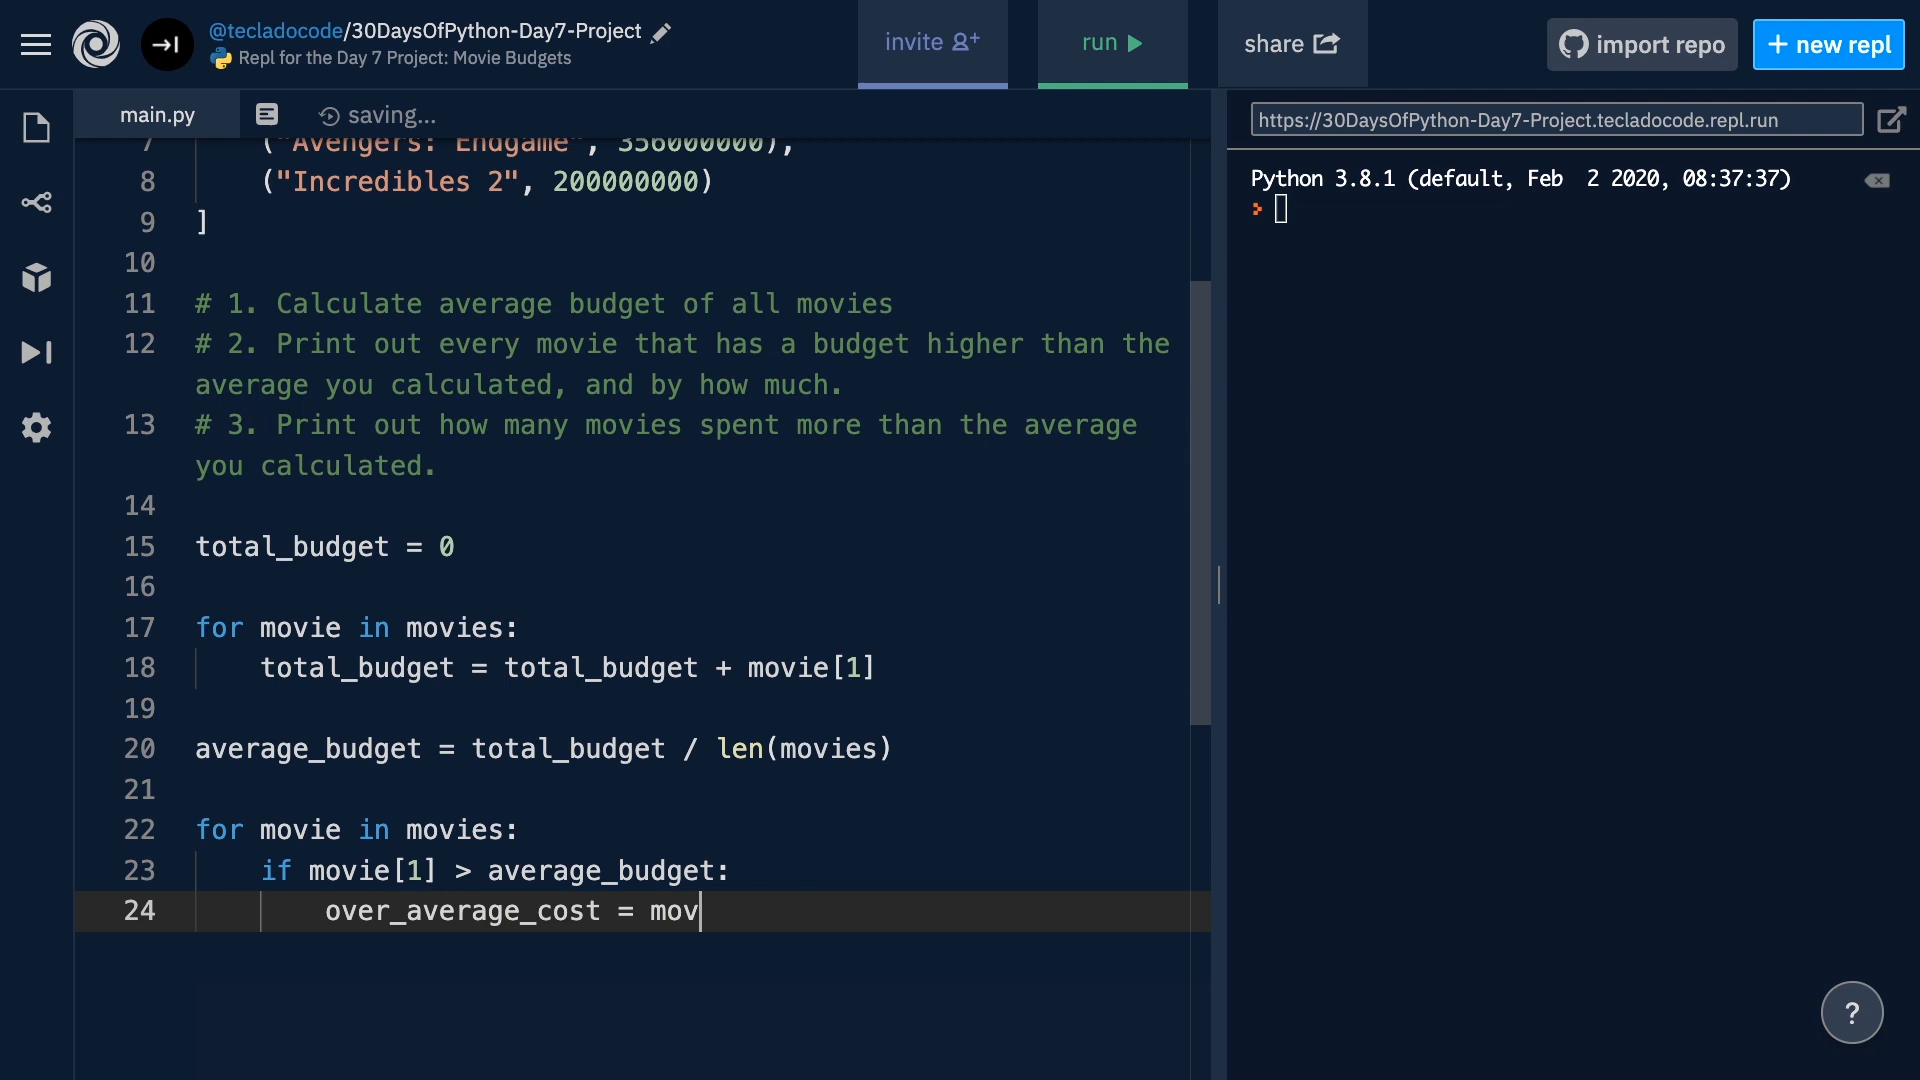 @tecladocode/30DaysOfPython-Day7-Project
Repl for the Day 7 Project: Movie Budgets
invite
run
share
import repo
+ new repl
main.py
saving...
https://30DaysOfPython-Day7-Project.tecladocode.repl.run
7 ("Avengers: Endgame", 356000000),
8 ("Incredibles 2", 200000000)
9 ]
10
11 # 1. Calculate average budget of all movies
12 # 2. Print out every movie that has a budget higher than the
average you calculated, and by how much.
13 # 3. Print out how many movies spent more than the average
you calculated.
14
15 total_budget = 0
16
17 for movie in movies:
18 total_budget = total_budget + movie[1]
19
20 average_budget = total_budget / len(movies)
21
22 for movie in movies:
23 if movie[1] > average_budget:
24 over_average_cost = mov
Python 3.8.1 (default, Feb  2 2020, 08:37:37)
>
?